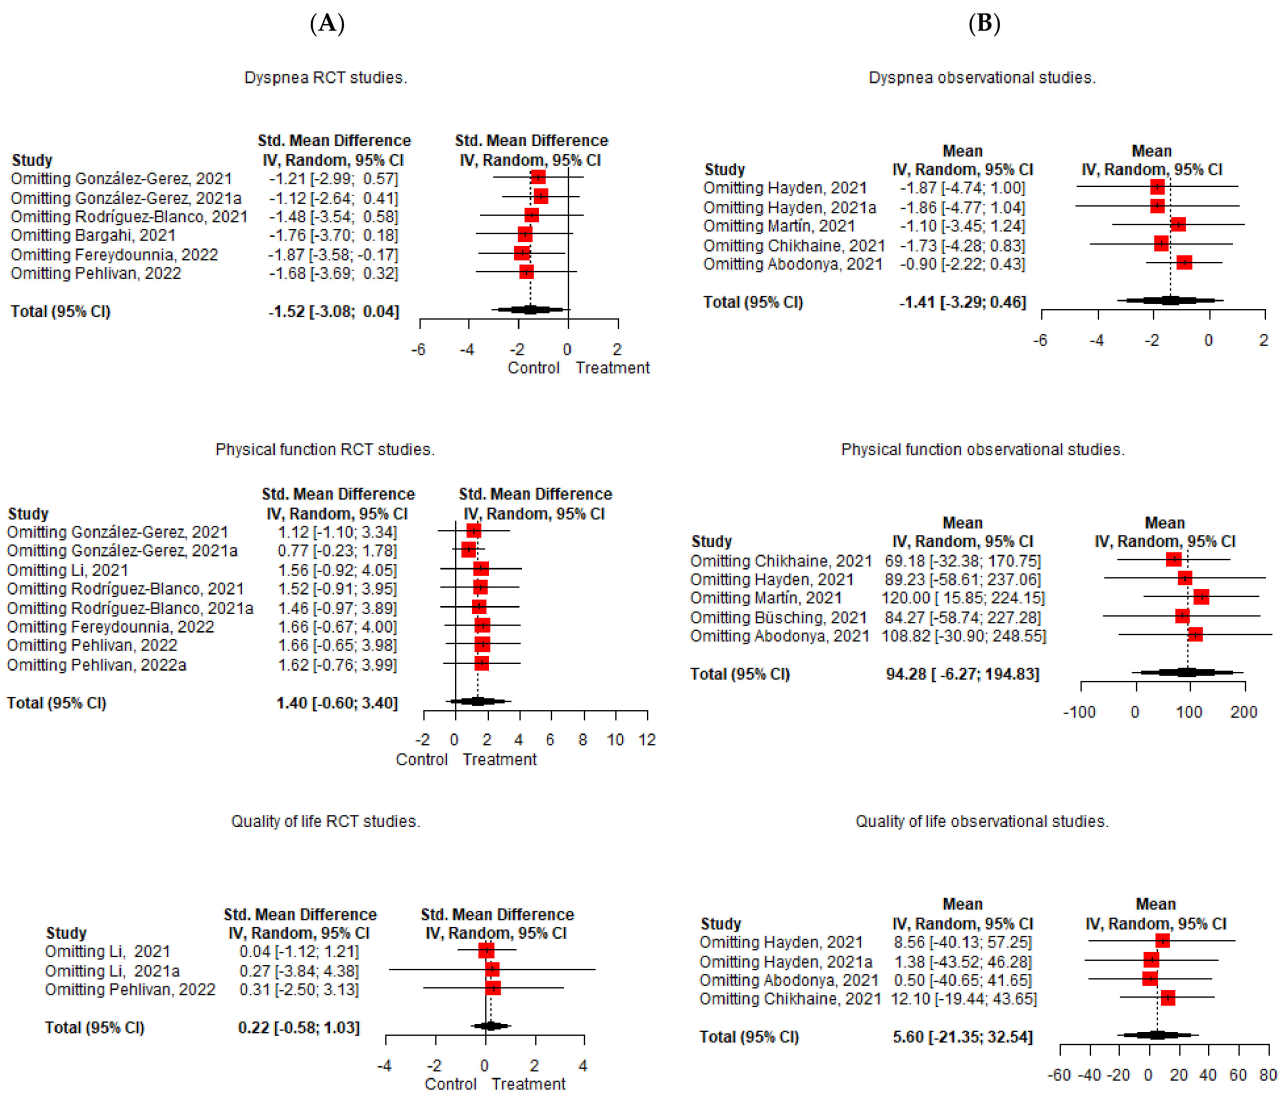 (A)
Dyspnea RCT studies.
Std. Mean Difference Std. Mean Difference
Study IV, Random, 95% CI IV, Random, 95% CI
Omitting González-Gerez, 2021 -1.21 [-2.99; 0.57]
Omitting González-Gerez, 2021a -1.12 [-2.64; 0.41]
Omitting Rodríguez-Blanco, 2021 -1.48 [-3.54; 0.58]
Omitting Bargahi, 2021 -1.76 [-3.70; 0.18]
Omitting Fereydounnia, 2022 -1.87 [-3.58; -0.17]
Omitting Pehlivan, 2022 -1.68 [-3.69; 0.32]
Total (95% CI) -1.52 [-3.08; 0.04]
-6 -4 -2 0 2
Control Treatment
Physical function RCT studies.
Std. Mean Difference Std. Mean Difference
Study IV, Random, 95% CI IV, Random, 95% CI
Omitting González-Gerez, 2021 1.12 [-1.10; 3.34]
Omitting González-Gerez, 2021a 0.77 [-0.23; 1.78]
Omitting Li, 2021 1.56 [-0.92; 4.05]
Omitting Rodríguez-Blanco, 2021 1.52 [-0.91; 3.95]
Omitting Rodríguez-Blanco, 2021a 1.46 [-0.97; 3.89]
Omitting Fereydounnia, 2022 1.66 [-0.67; 4.00]
Omitting Pehlivan, 2022 1.66 [-0.65; 3.98]
Omitting Pehlivan, 2022a 1.62 [-0.76; 3.99]
Total (95% CI) 1.40 [-0.60; 3.40]
-2 0 2 4 6 8 10 12
Control Treatment
Quality of life RCT studies.
Std. Mean Difference Std. Mean Difference
Study IV, Random, 95% CI IV, Random, 95% CI
Omitting Li, 2021 0.04 [-1.12; 1.21]
Omitting Li, 2021a 0.27 [-3.84; 4.38]
Omitting Pehlivan, 2022 0.31 [-2.50; 3.13]
Total (95% CI) 0.22 [-0.58; 1.03]
-4 -2 0 2 4
Control Treatment
(B)
Dyspnea observational studies.
Mean Mean
Study IV, Random, 95% CI IV, Random, 95% CI
Omitting Hayden, 2021 -1.87 [-4.74; 1.00]
Omitting Hayden, 2021a -1.86 [-4.77; 1.04]
Omitting Martín, 2021 -1.10 [-3.45; 1.24]
Omitting Chikhaine, 2021 -1.73 [-4.28; 0.83]
Omitting Abodonya, 2021 -0.90 [-2.22; 0.43]
Total (95% CI) -1.41 [-3.29; 0.46]
-6 -4 -2 0 2
Physical function observational studies.
Mean Mean
Study IV, Random, 95% CI IV, Random, 95% CI
Omitting Chikhaine, 2021 69.18 [-32.38; 170.75]
Omitting Hayden, 2021 89.23 [-58.61; 237.06]
Omitting Martín, 2021 120.00 [ 15.85; 224.15]
Omitting Büsching, 2021 84.27 [-58.74; 227.28]
Omitting Abodonya, 2021 108.82 [-30.90; 248.55]
Total (95% CI) 94.28 [ -6.27; 194.83]
-100 0 100 200
Quality of life observational studies.
Mean Mean
Study IV, Random, 95% CI IV, Random, 95% CI
Omitting Hayden, 2021 8.56 [-40.13; 57.25]
Omitting Hayden, 2021a 1.38 [-43.52; 46.28]
Omitting Abodonya, 2021 0.50 [-40.65; 41.65]
Omitting Chikhaine, 2021 12.10 [-19.44; 43.65]
Total (95% CI) 5.60 [-21.35; 32.54]
-60 -40 -20 0 20 40 60 80